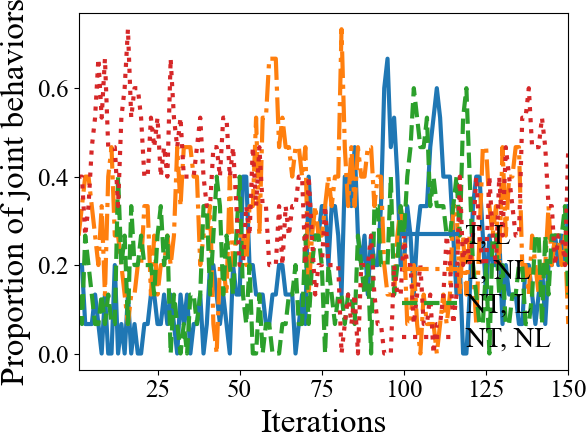 Proportion of joint behaviors
0.6
0.4
0.2
0.0
T, L
T, NL
NT, L
NT, NL
25 50 75 100 125 150
Iterations